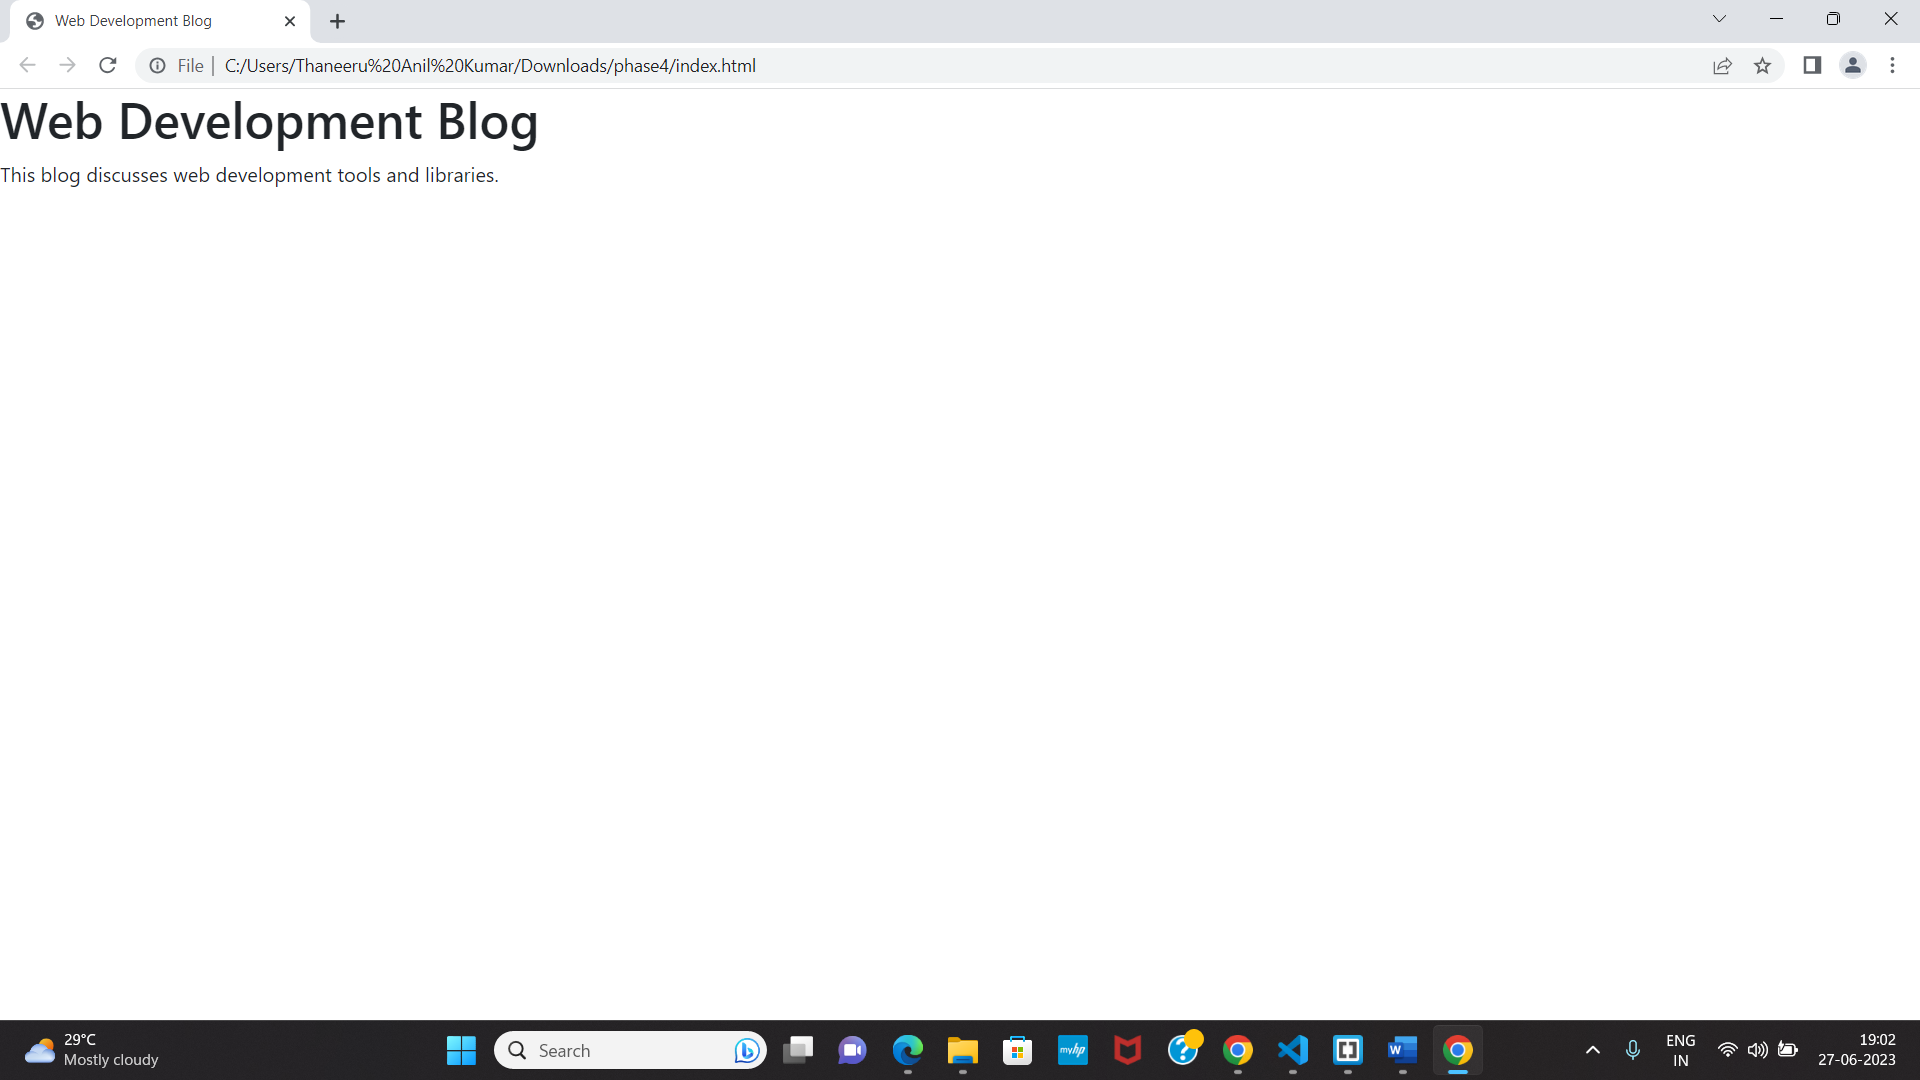 Web Development Blog
File | C:/Users/Thaneeru%20Anil%20Kumar/Downloads/phase4/index.html
Web Development Blog
This blog discusses web development tools and libraries.
29°C
Mostly cloudy
Search
myhp
W
ENG
IN
19:02
27-06-2023